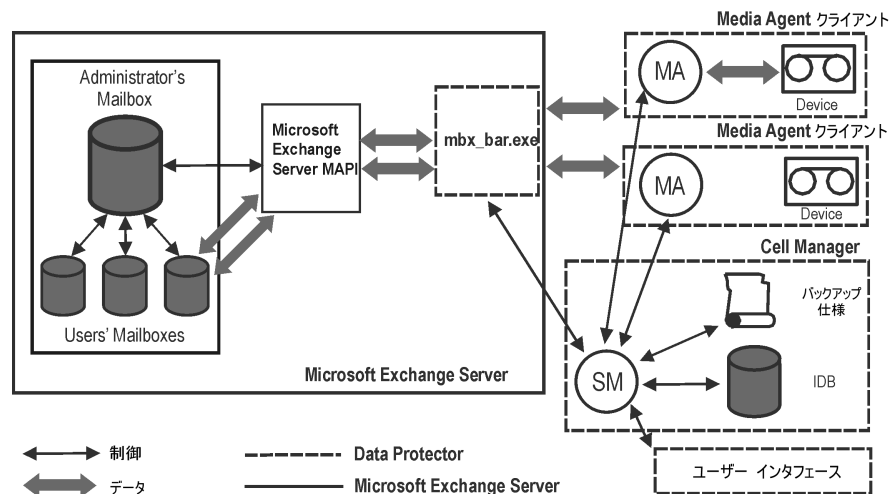 Media Agent クライアント
Administrator's
Mailbox
MA
Device
Microsoft
Exchange
Server MAPI
mbx_bar.exe
Media Agent クライアント
MA
Device
Cell Manager
バックアップ
仕様
Users' Mailboxes
SM
IDB
Microsoft Exchange Server
制御
Data Protector
ユーザー インタフェース
データ
Microsoft Exchange Server